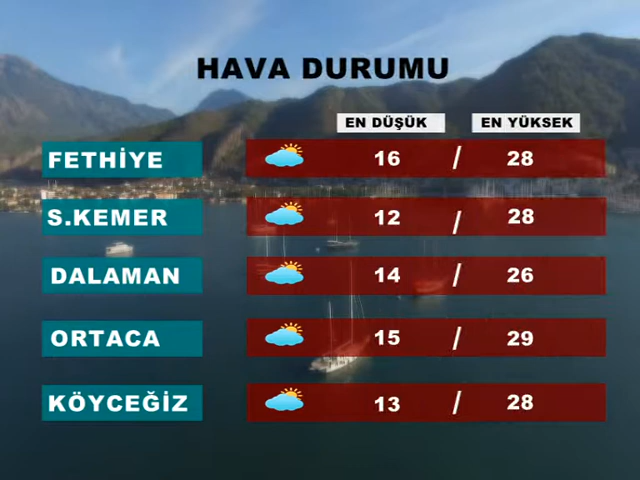 HAVA DURUMU
EN DÜŞÜK EN YÜKSEK
FETHİYE 16 / 28
S.KEMER 12 / 28
DALAMAN 14 / 26
ORTACA 15 / 29
KÖYCEĞİZ 13 / 28